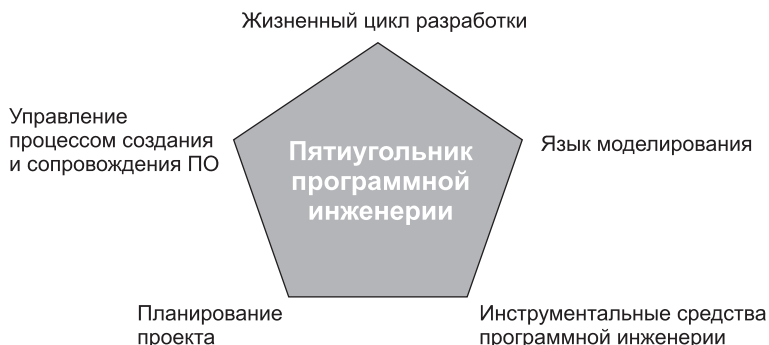 Жизненный цикл разработки
Управление
процессом создания
и сопровождения ПО
Пятиугольник
программной
инженерии
Язык моделирования
Планирование
проекта
Инструментальные средства
программной инженерии